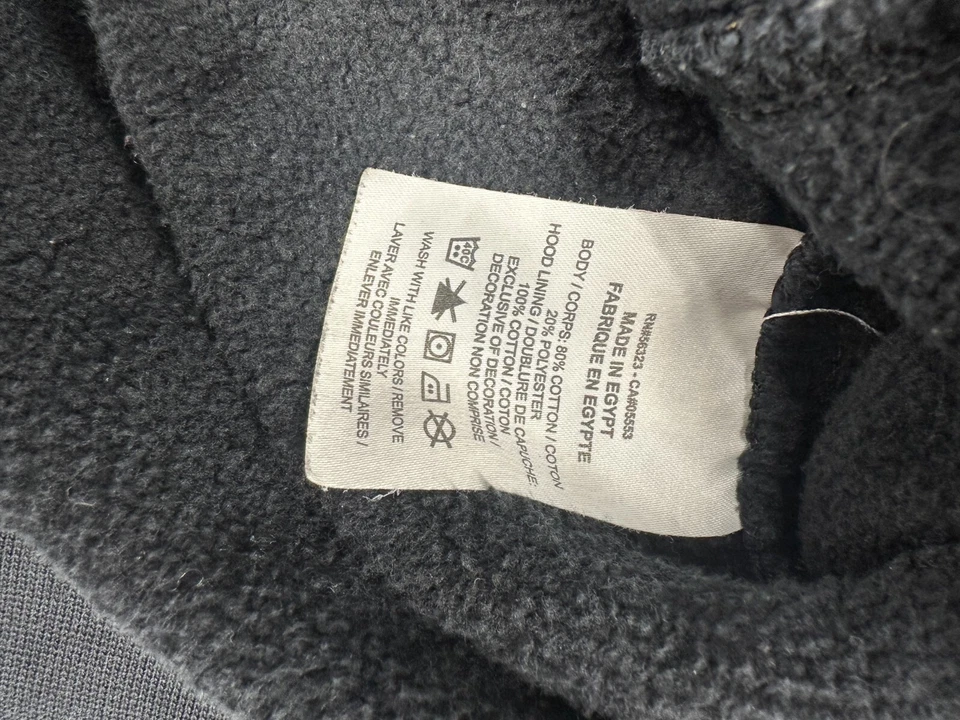 RN#56323 - CA#05553
MADE IN EGYPT
FABRIQUE EN EGYPTE
BODY / CORPS: 80% COTTON / COTON
20% POLYESTER
HOOD LINING / DOUBLURE DE CAPUCHE:
100% COTTON / COTON
EXCLUSIVE OF DECORATION/
DECORATION NON COMPRISE
40C
WASH WITH LIKE COLORS / REMOVE
IMMEDIATELY
LAVER AVEC COULEURS SIMILAIRES /
ENLEVER IMMEDIATEMENT